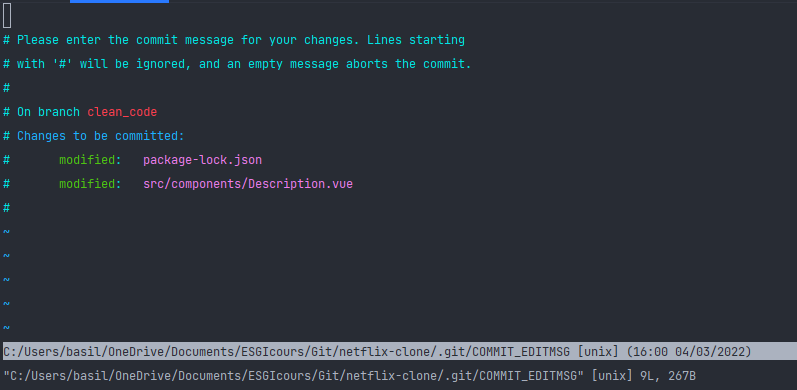 # Please enter the commit message for your changes. Lines starting
# with '#' will be ignored, and an empty message aborts the commit.
#
# On branch clean_code
# Changes to be committed:
#       modified:   package-lock.json
#       modified:   src/components/Description.vue
#
~
~
~
~
~
C:/Users/basil/OneDrive/Documents/ESGIcours/Git/netflix-clone/.git/COMMIT_EDITMSG [unix] (16:00 04/03/2022)
"C:/Users/basil/OneDrive/Documents/ESGIcours/Git/netflix-clone/.git/COMMIT_EDITMSG" [unix] 9L, 267B